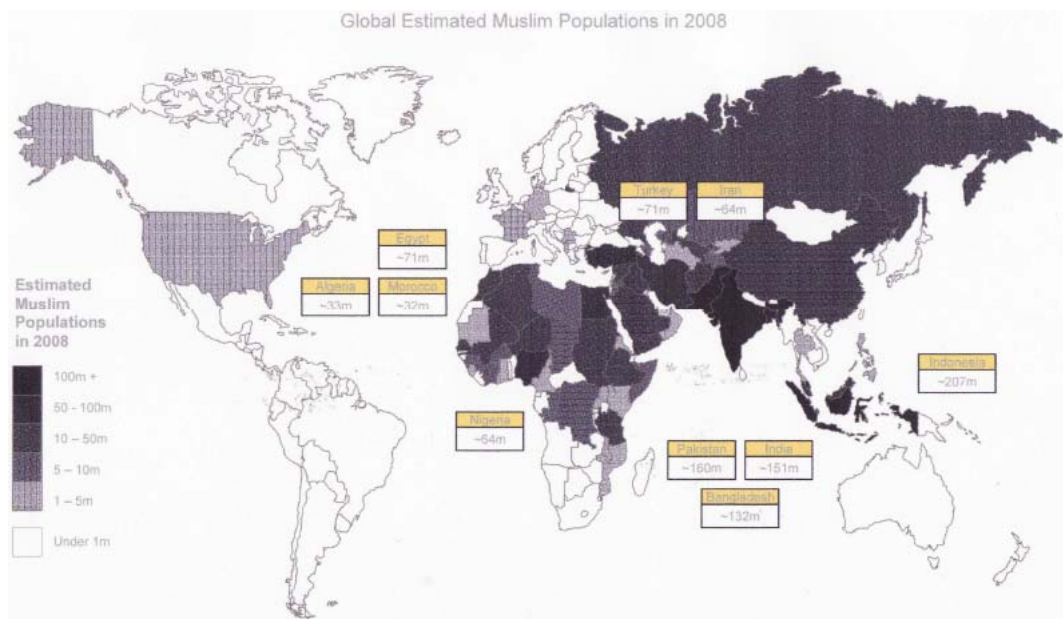 Global Estimated Muslim Populations in 2008
Turkey
~71m
Iran
~64m
Egypt
~71m
Algeria
~33m
Morocco
~32m
Estimated
Muslim
Populations
in 2008
100m +
50 - 100m
10 – 50m
5 – 10m
1 – 5m
Under 1m
Indonesia
~207m
Nigeria
~64m
Pakistan
~160m
India
~151m
Bangladesh
~132m